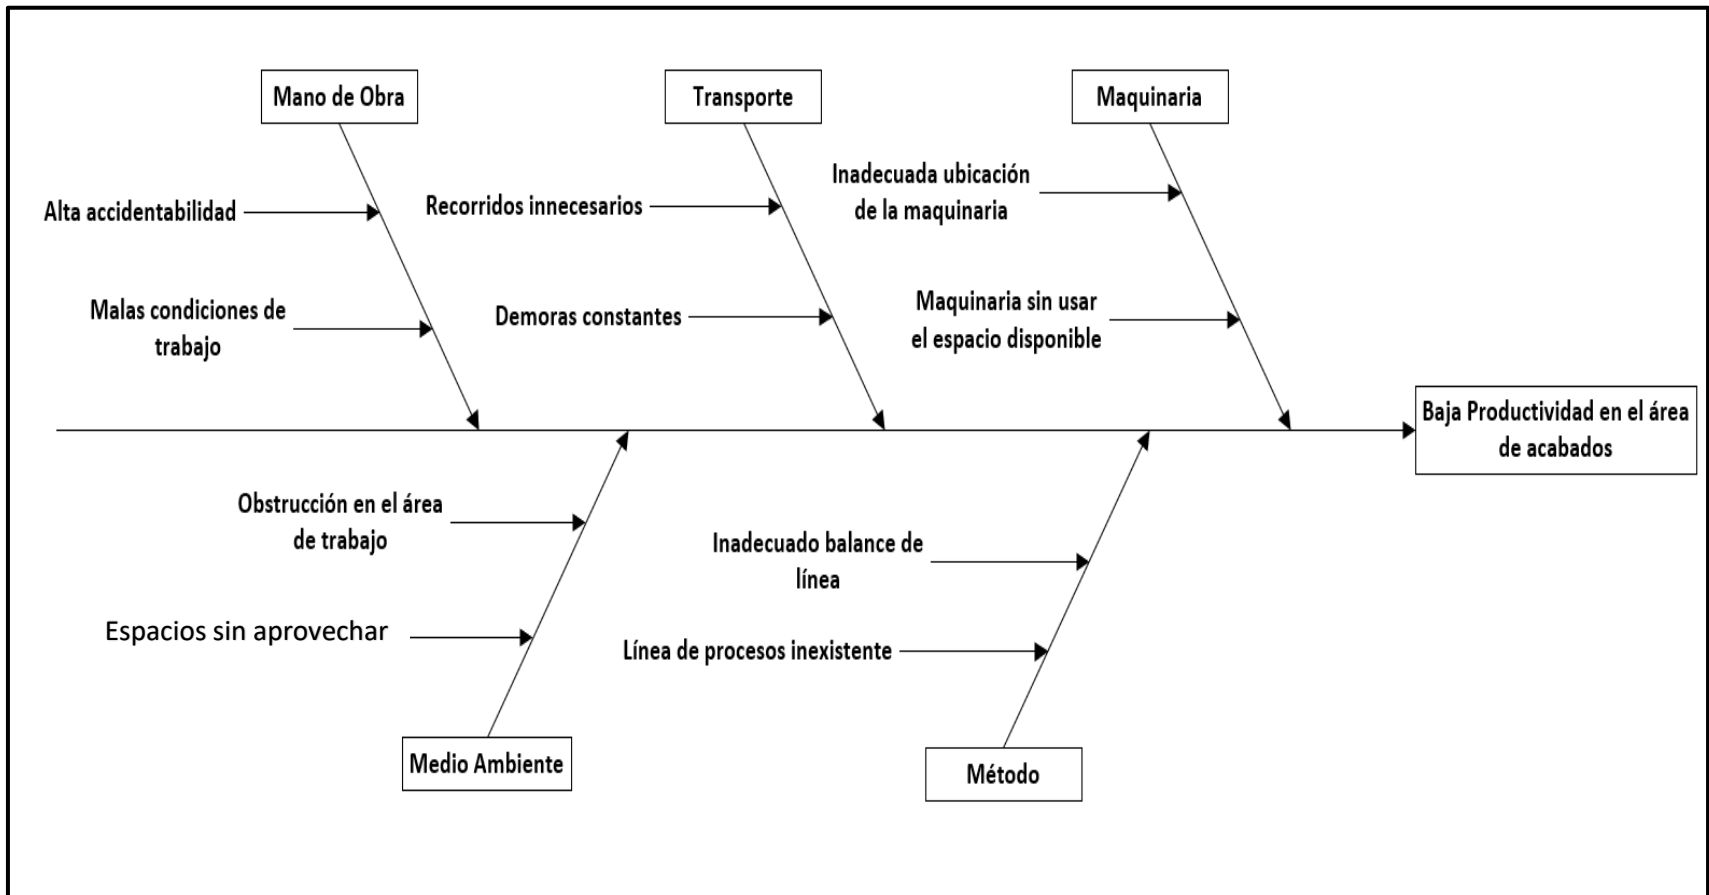 Mano de Obra
Transporte
Maquinaria
Alta accidentabilidad
Recorridos innecesarios
Inadecuada ubicación
de la maquinaria
Malas condiciones de
trabajo
Demoras constantes
Maquinaria sin usar
el espacio disponible
Baja Productividad en el área
de acabados
Obstrucción en el área
de trabajo
Inadecuado balance de
línea
Espacios sin aprovechar
Línea de procesos inexistente
Medio Ambiente
Método